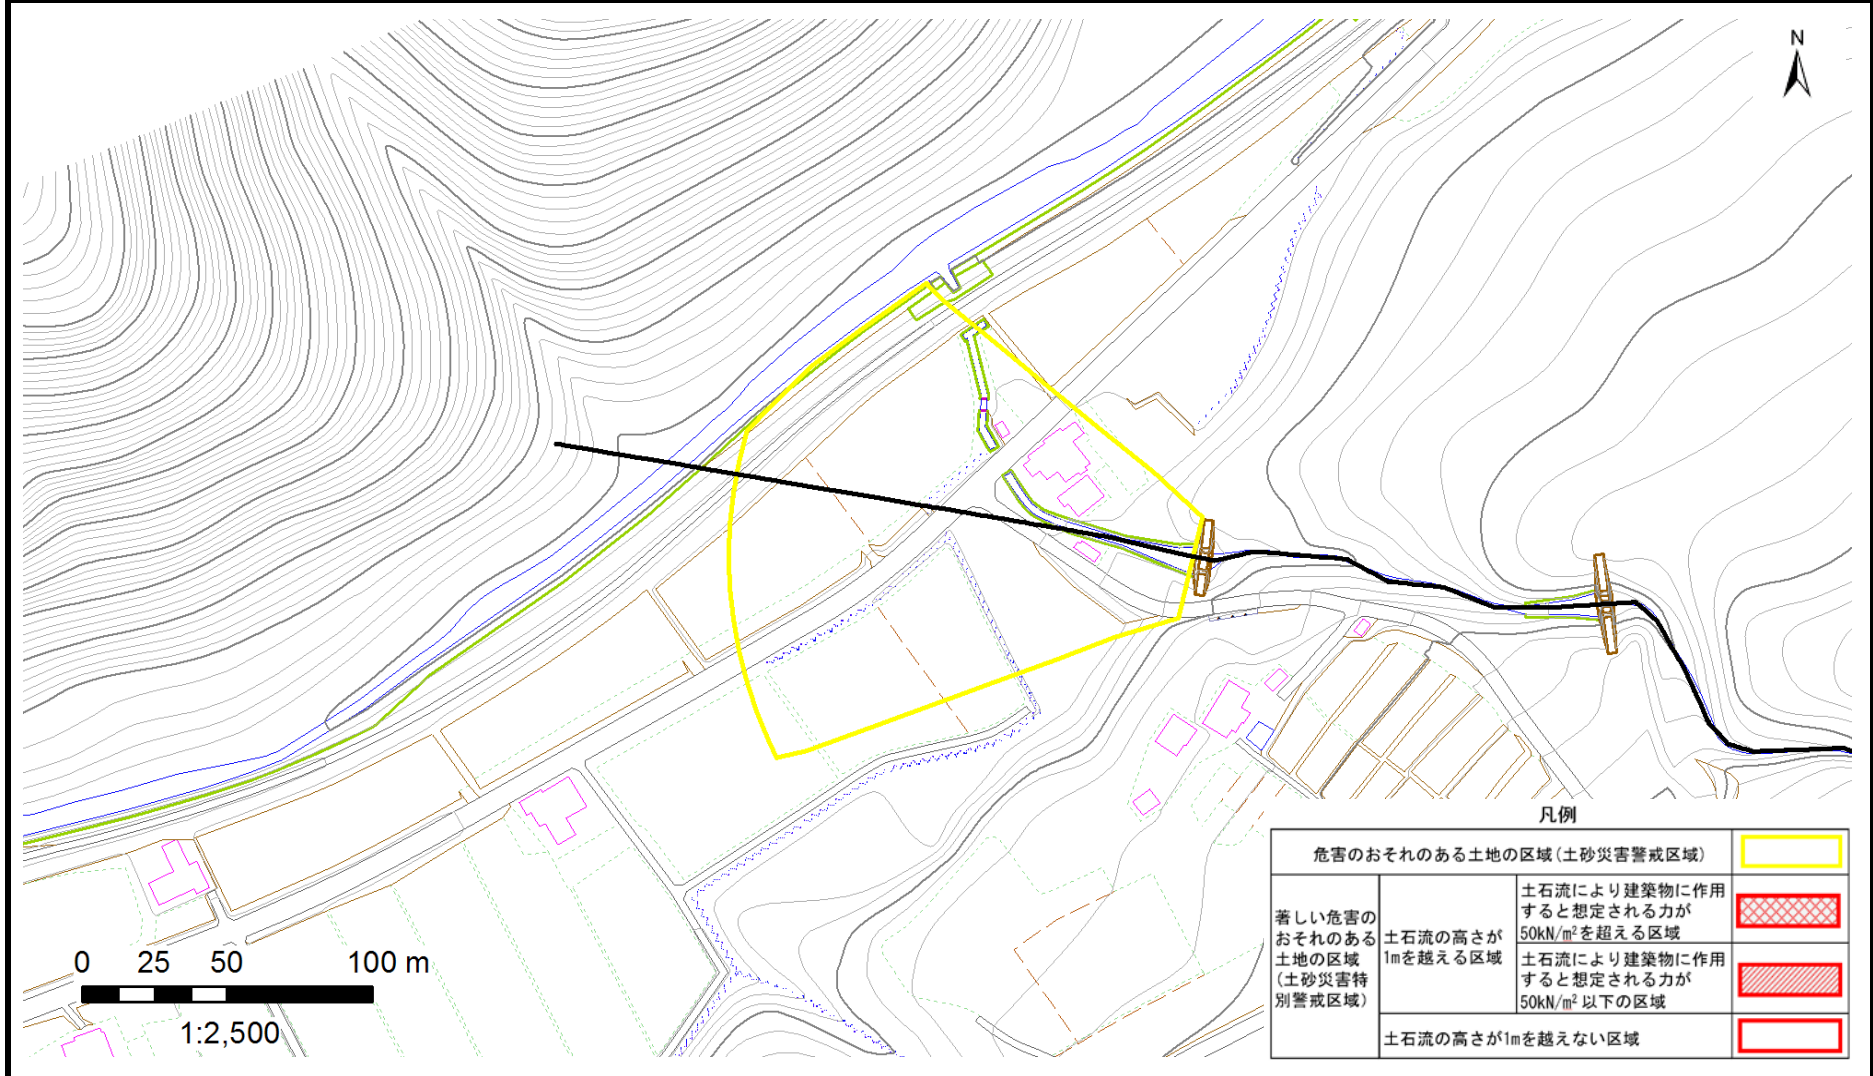 N
0 25 50 100 m
1:2,500
凡例
危害のおそれのある土地の区域(土砂災害警戒区域)
著しい危害の
おそれのある
土地の区域
(土砂災害特
別警戒区域)
土石流の高さが
1mを越える区域
土石流により建築物に作用
すると想定される力が
50kN/m²を超える区域
土石流により建築物に作用
すると想定される力が
50kN/m²以下の区域
土石流の高さが1mを越えない区域